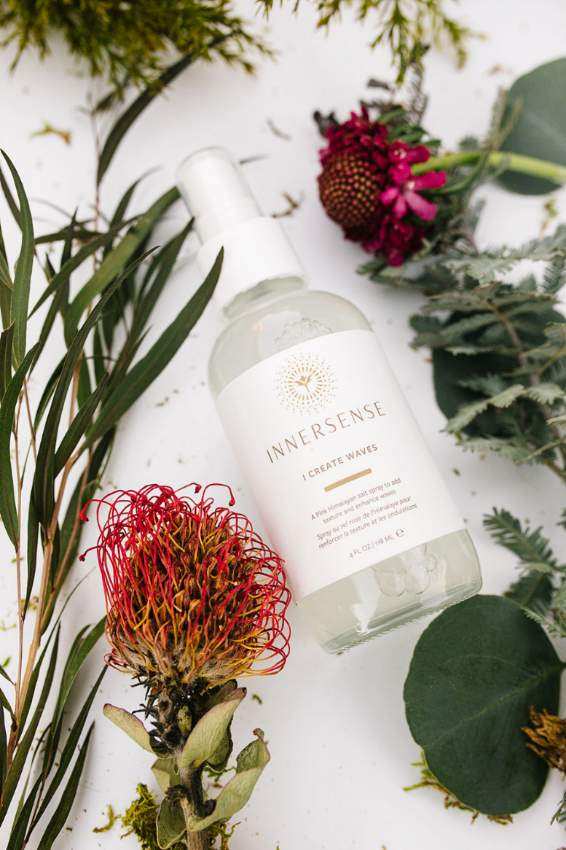 INNERSENSE
I CREATE WAVES
A Pink Himalayan salt spray to add
texture and enhance waves
Spray au sel rose de l'Himalaya pour
renforcer la texture et les ondulations
4 FL OZ / 118 ML ℮